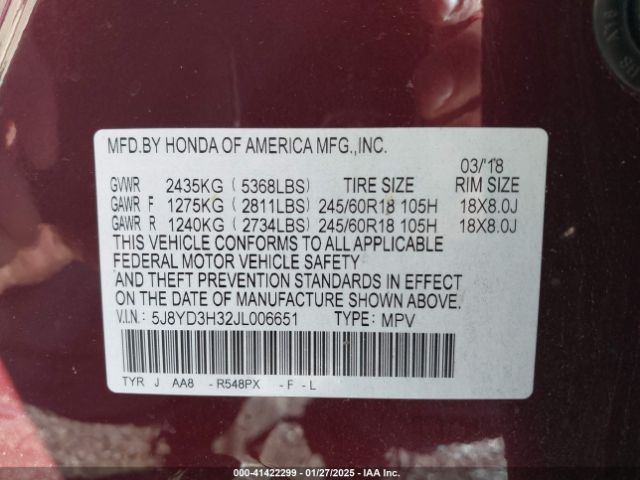 MFD.BY HONDA OF AMERICA MFG.,INC.
03/'18
GVWR 2435KG ( 5368LBS) TIRE SIZE RIM SIZE
GAWR F 1275KG ( 2811LBS) 245/60R18 105H 18X8.0J
GAWR R 1240KG ( 2734LBS) 245/60R18 105H 18X8.0J
THIS VEHICLE CONFORMS TO ALL APPLICABLE
FEDERAL MOTOR VEHICLE SAFETY
AND THEFT PREVENTION STANDARDS IN EFFECT
ON THE DATE OF MANUFACTURE SHOWN ABOVE.
V.I.N: 5J8YD3H32JL006651 TYPE: MPV
TYR J AA8 - R548PX - F - L
000-41422299 - 01/27/2025 - IAA Inc.